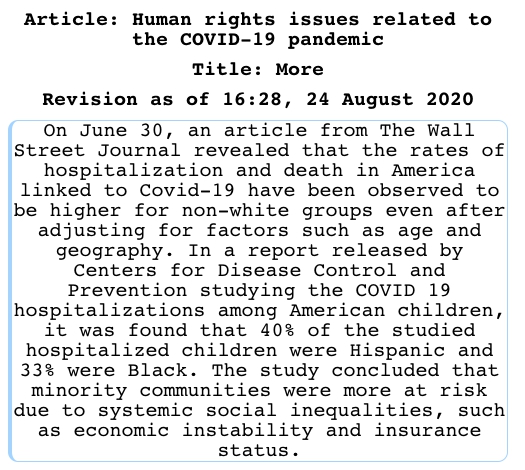 Article: Human rights issues related to
the COVID-19 pandemic
Title: More
Revision as of 16:28, 24 August 2020
On June 30, an article from The Wall
Street Journal revealed that the rates of
hospitalization and death in America
linked to Covid-19 have been observed to
be higher for non-white groups even after
adjusting for factors such as age and
geography. In a report released by
Centers for Disease Control and
Prevention studying the COVID 19
hospitalizations among American children,
it was found that 40% of the studied
hospitalized children were Hispanic and
33% were Black. The study concluded that
minority communities were more at risk
due to systemic social inequalities, such
as economic instability and insurance
status.